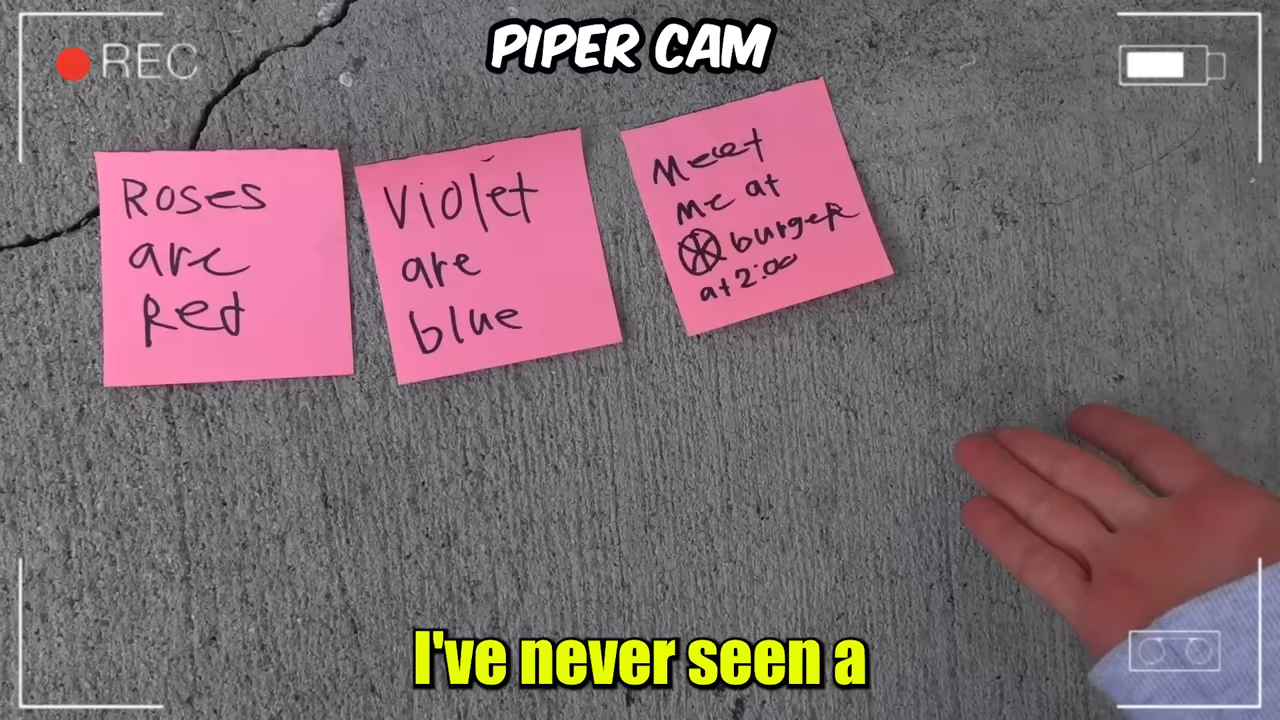 PIPER CAM
REC
Roses
are
Red
Violet
are
blue
Meet
me at
burger
at 2:00
I've never seen a